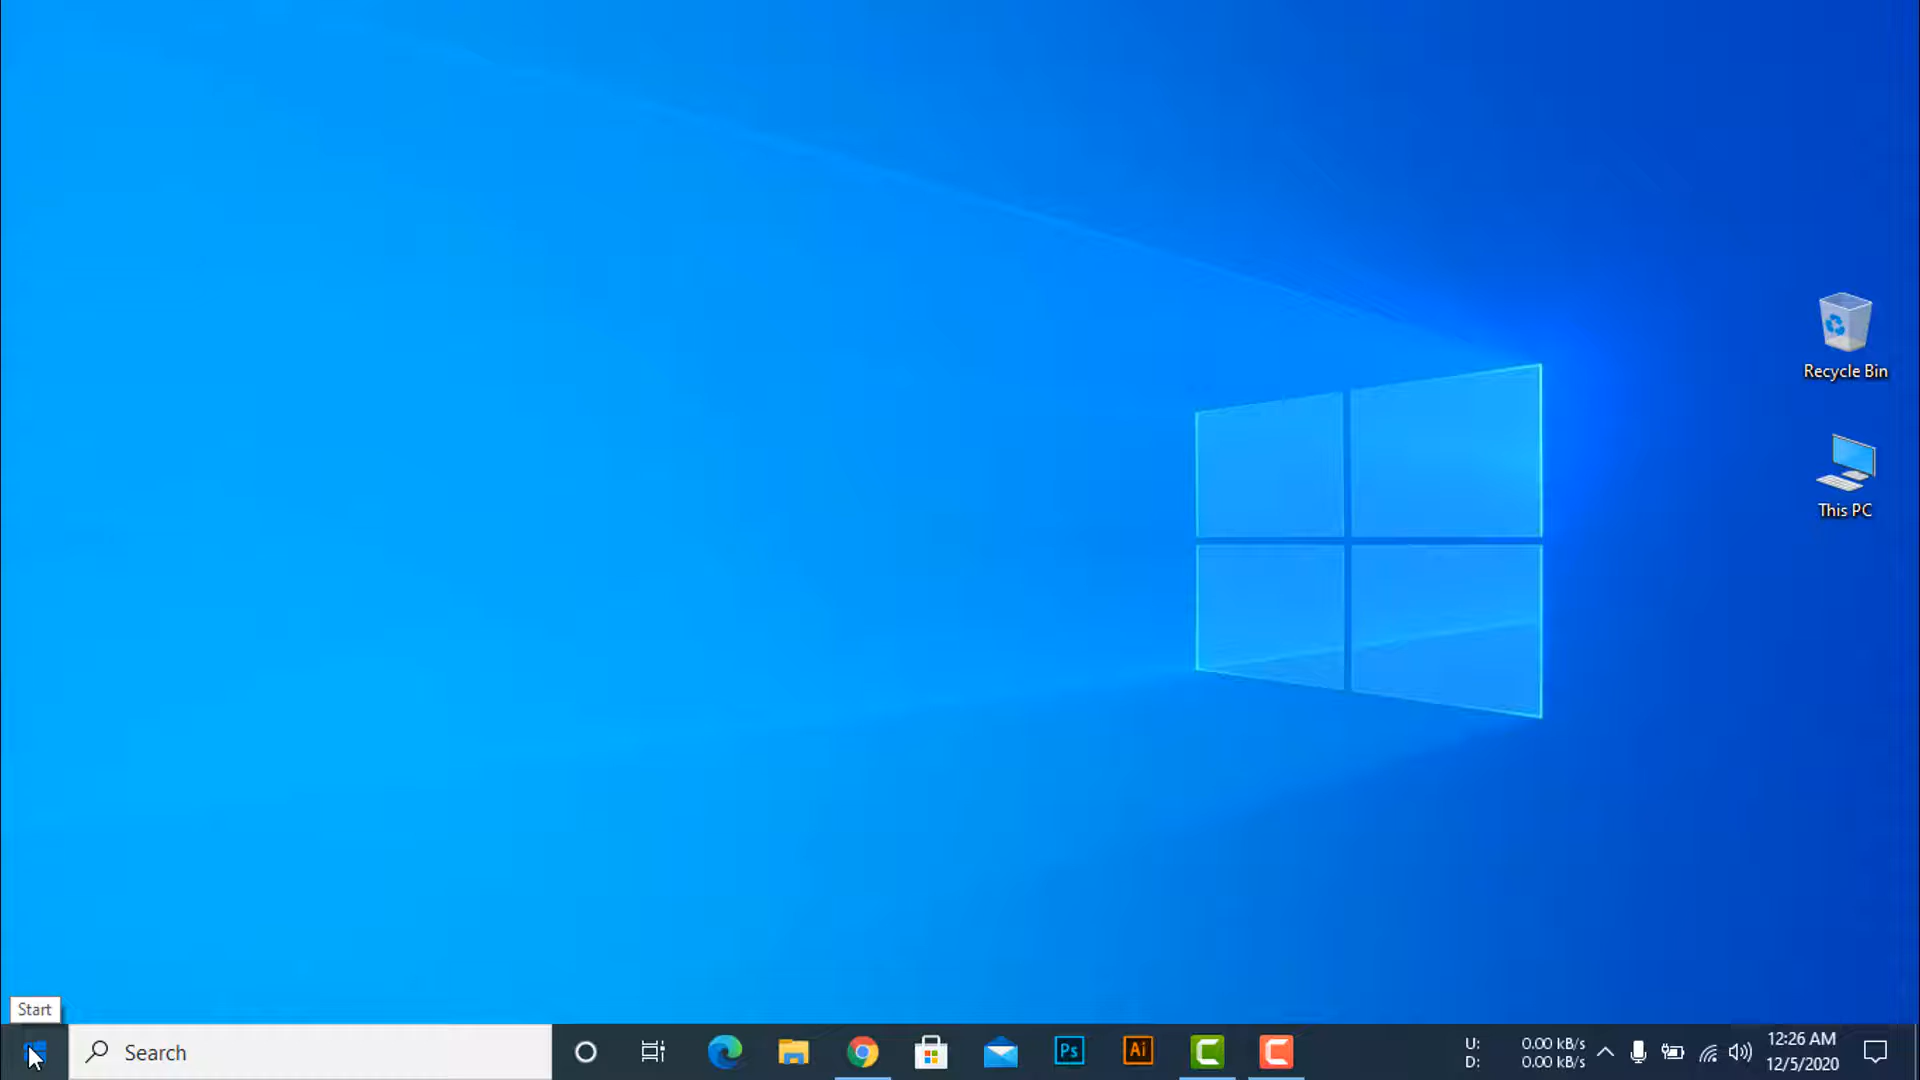 Recycle Bin
This PC
Start
Search
Ps
Ai
U: 0.00 kB/s
D: 0.00 kB/s
12:26 AM
12/5/2020